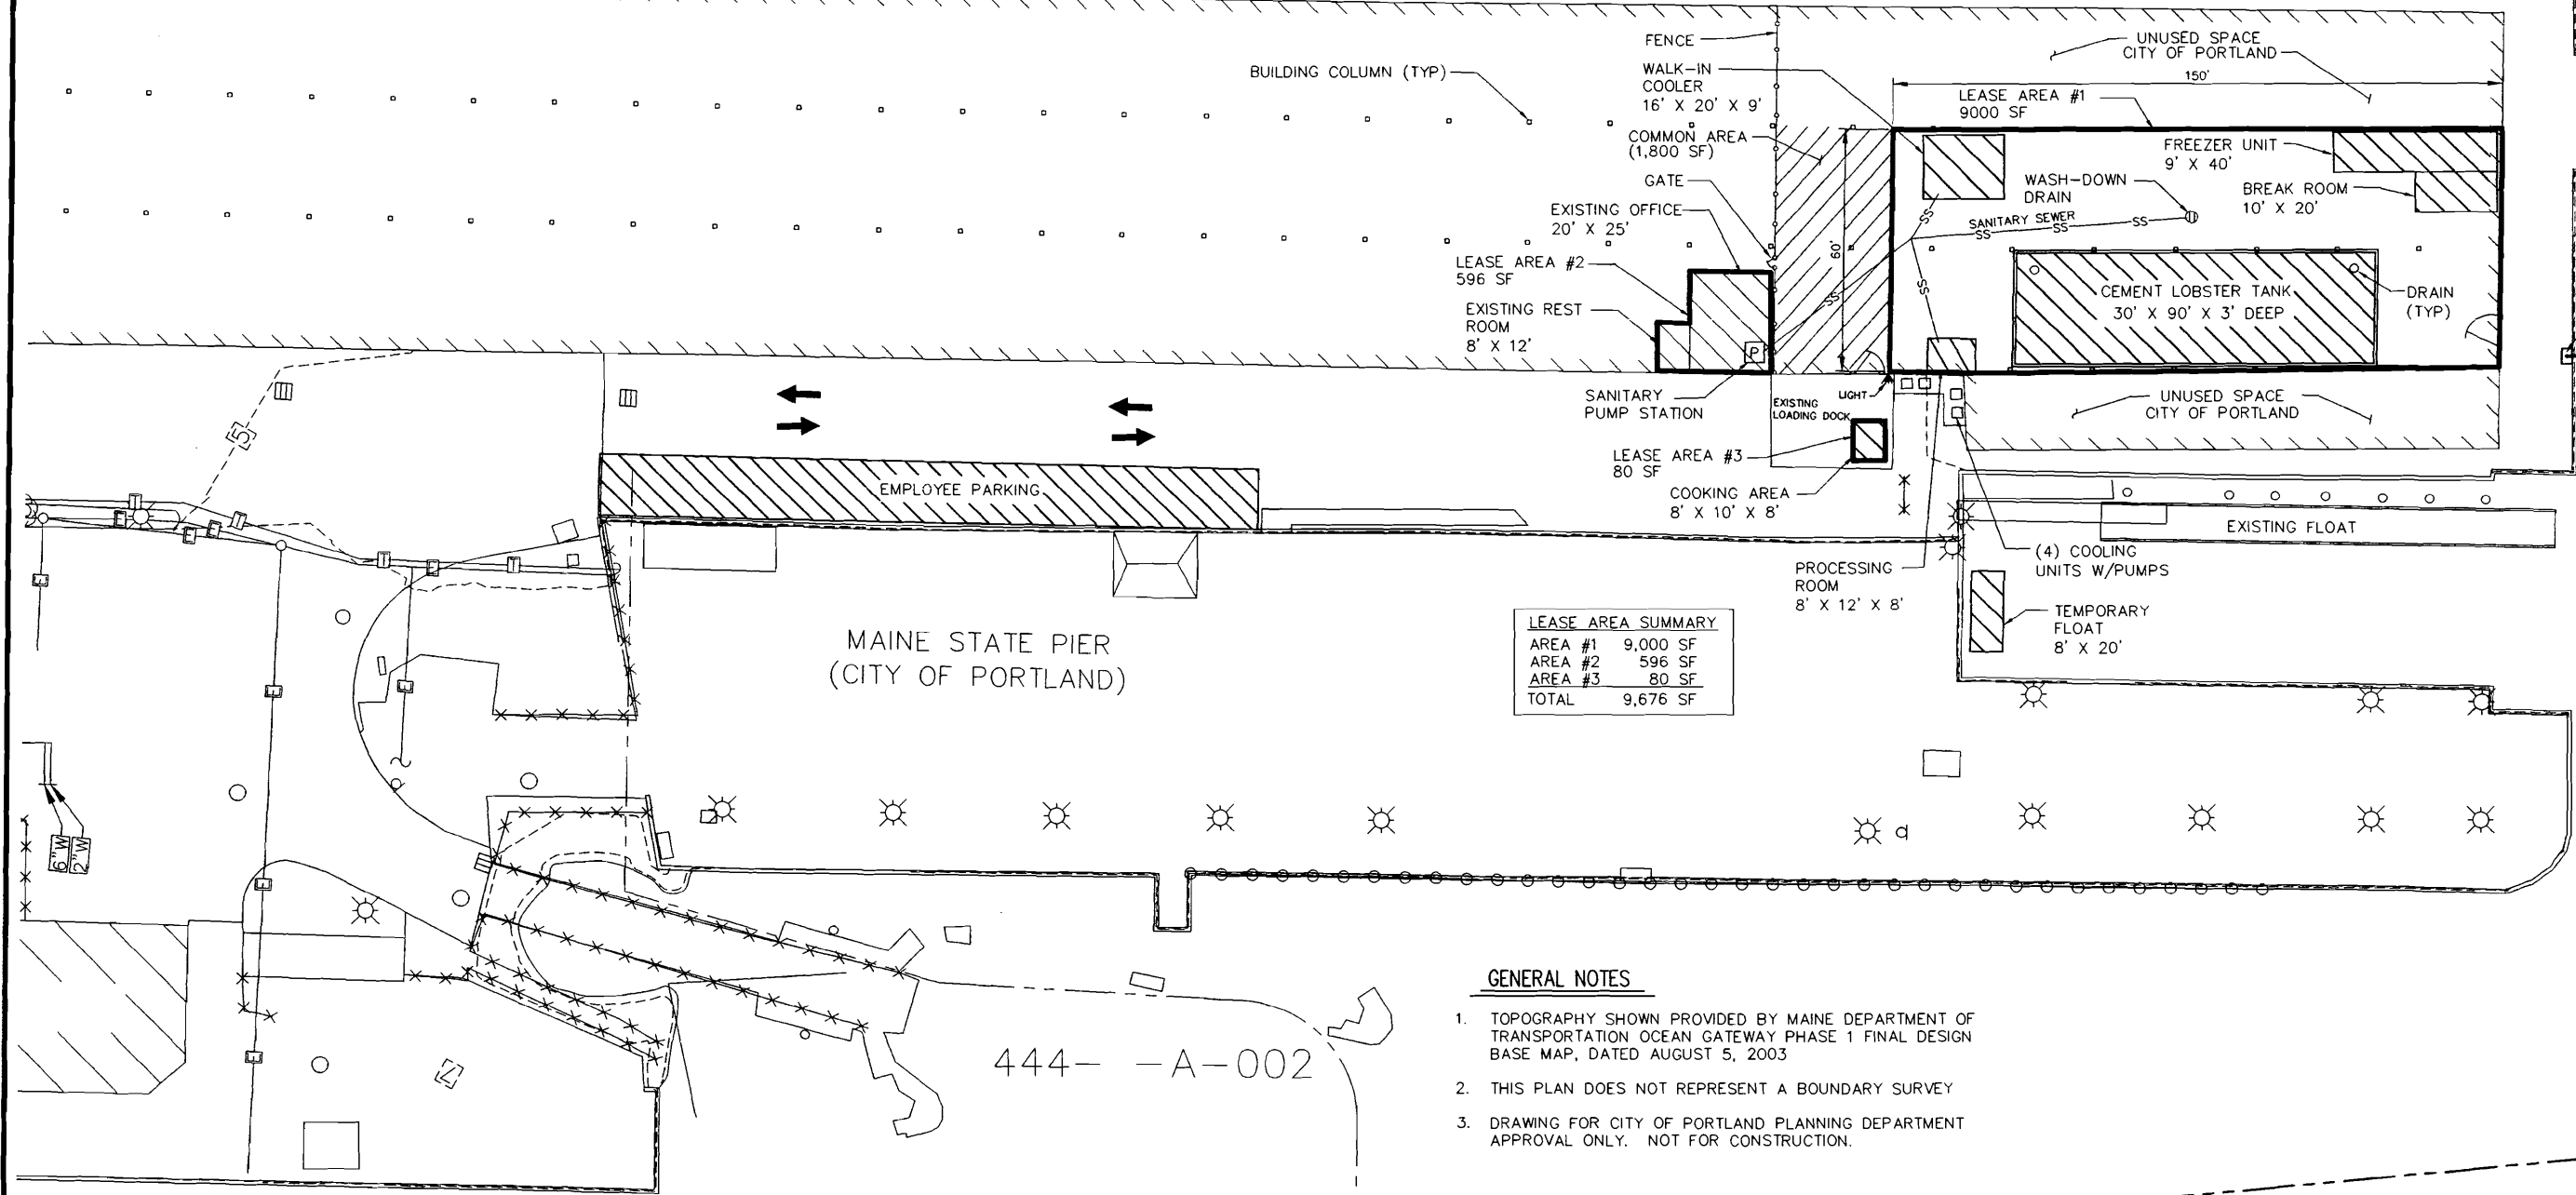 FENCE
UNUSED SPACE
CITY OF PORTLAND
BUILDING COLUMN (TYP)
WALK-IN
COOLER
16' X 20' X 9'
150'
LEASE AREA #1
9000 SF
COMMON AREA
(1,800 SF)
FREEZER UNIT
9' X 40'
GATE
WASH-DOWN
DRAIN
BREAK ROOM
10' X 20'
EXISTING OFFICE
20' X 25'
SANITARY SEWER
SS
SS
SS
SS
SS
SS
60'
LEASE AREA #2
596 SF
CEMENT LOBSTER TANK
30' X 90' X 3' DEEP
DRAIN
(TYP)
EXISTING REST
ROOM
8' X 12'
P
SANITARY
PUMP STATION
EXISTING
LOADING DOCK
LIGHT
UNUSED SPACE
CITY OF PORTLAND
5
LEASE AREA #3
80 SF
EMPLOYEE PARKING
COOKING AREA
8' X 10' X 8'
EXISTING FLOAT
(4) COOLING
UNITS W/PUMPS
PROCESSING
ROOM
8' X 12' X 8'
TEMPORARY
FLOAT
8' X 20'
MAINE STATE PIER
(CITY OF PORTLAND)
LEASE AREA SUMMARY
AREA #1 9,000 SF
AREA #2 596 SF
AREA #3 80 SF
TOTAL 9,676 SF
6"W
2"W
GENERAL NOTES
1. TOPOGRAPHY SHOWN PROVIDED BY MAINE DEPARTMENT OF
TRANSPORTATION OCEAN GATEWAY PHASE 1 FINAL DESIGN
BASE MAP, DATED AUGUST 5, 2003
2. THIS PLAN DOES NOT REPRESENT A BOUNDARY SURVEY
3. DRAWING FOR CITY OF PORTLAND PLANNING DEPARTMENT
APPROVAL ONLY. NOT FOR CONSTRUCTION.
444- -A-002